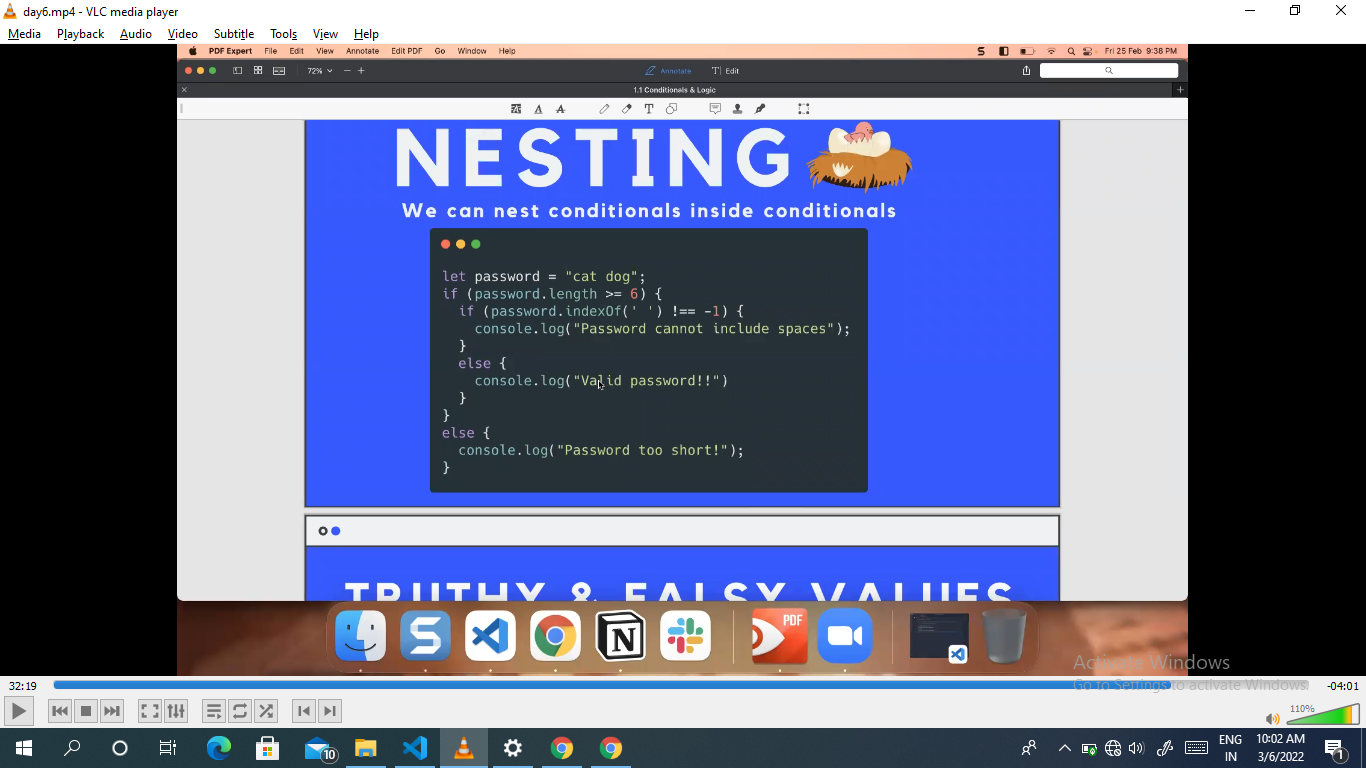 day6.mp4 - VLC media player
Media Playback Audio Video Subtitle Tools View Help
PDF Expert File Edit View Annotate Edit PDF Go Window Help
Fri 25 Feb 9:38 PM
72%
Annotate
T Edit
1.1 Conditionals & Logic
NESTING
We can nest conditionals inside conditionals
let password = "cat dog";
if (password.length >= 6) {
if (password.indexOf(' ') !== -1) {
console.log("Password cannot include spaces");
}
else {
console.log("Valid password!!")
}
}
else {
console.log("Password too short!");
}
TRUTHY & FALSY VALUES
PDF
Activate Windows
Go to Settings to activate Windows.
32:19
-04:01
110%
10
ENG
IN
10:02 AM
3/6/2022
1